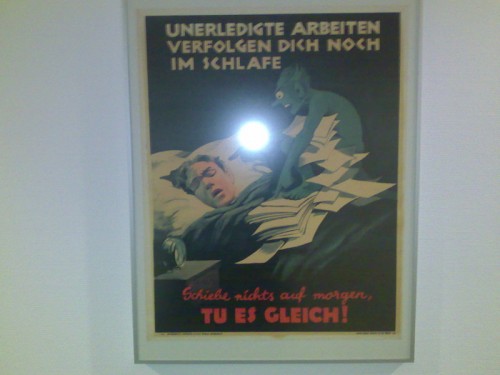 UNERLEDIGTE ARBEITEN
VERFOLGEN DICH NOCH
IM SCHLAFE
Schiebe nichts auf morgen,
TU ES GLEICH!